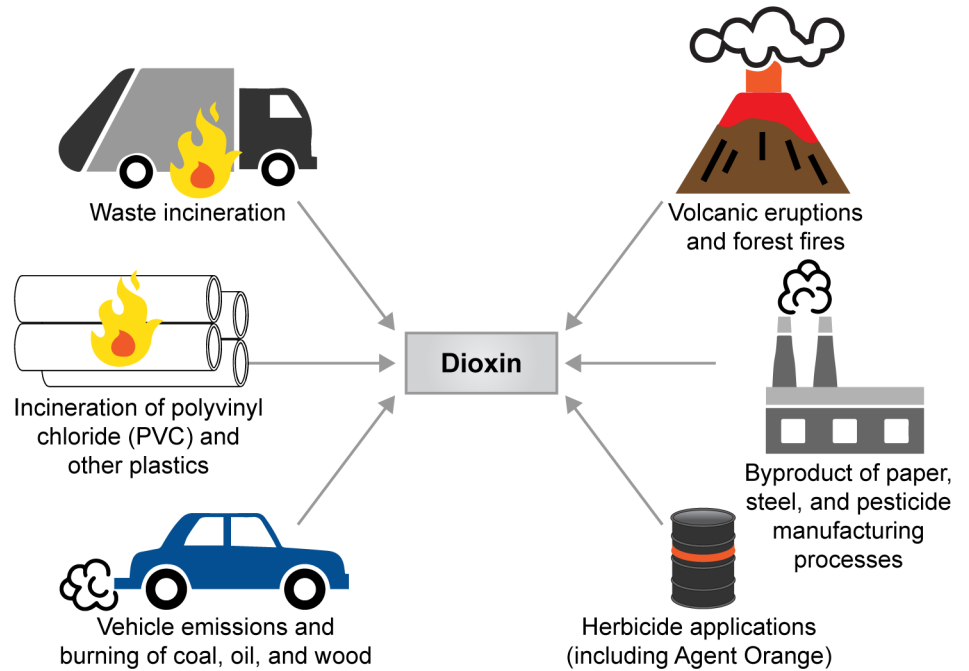 Waste incineration
Volcanic eruptions
and forest fires
Incineration of polyvinyl
chloride (PVC) and
other plastics
Dioxin
Byproduct of paper,
steel, and pesticide
manufacturing
processes
Vehicle emissions and
burning of coal, oil, and wood
Herbicide applications
(including Agent Orange)